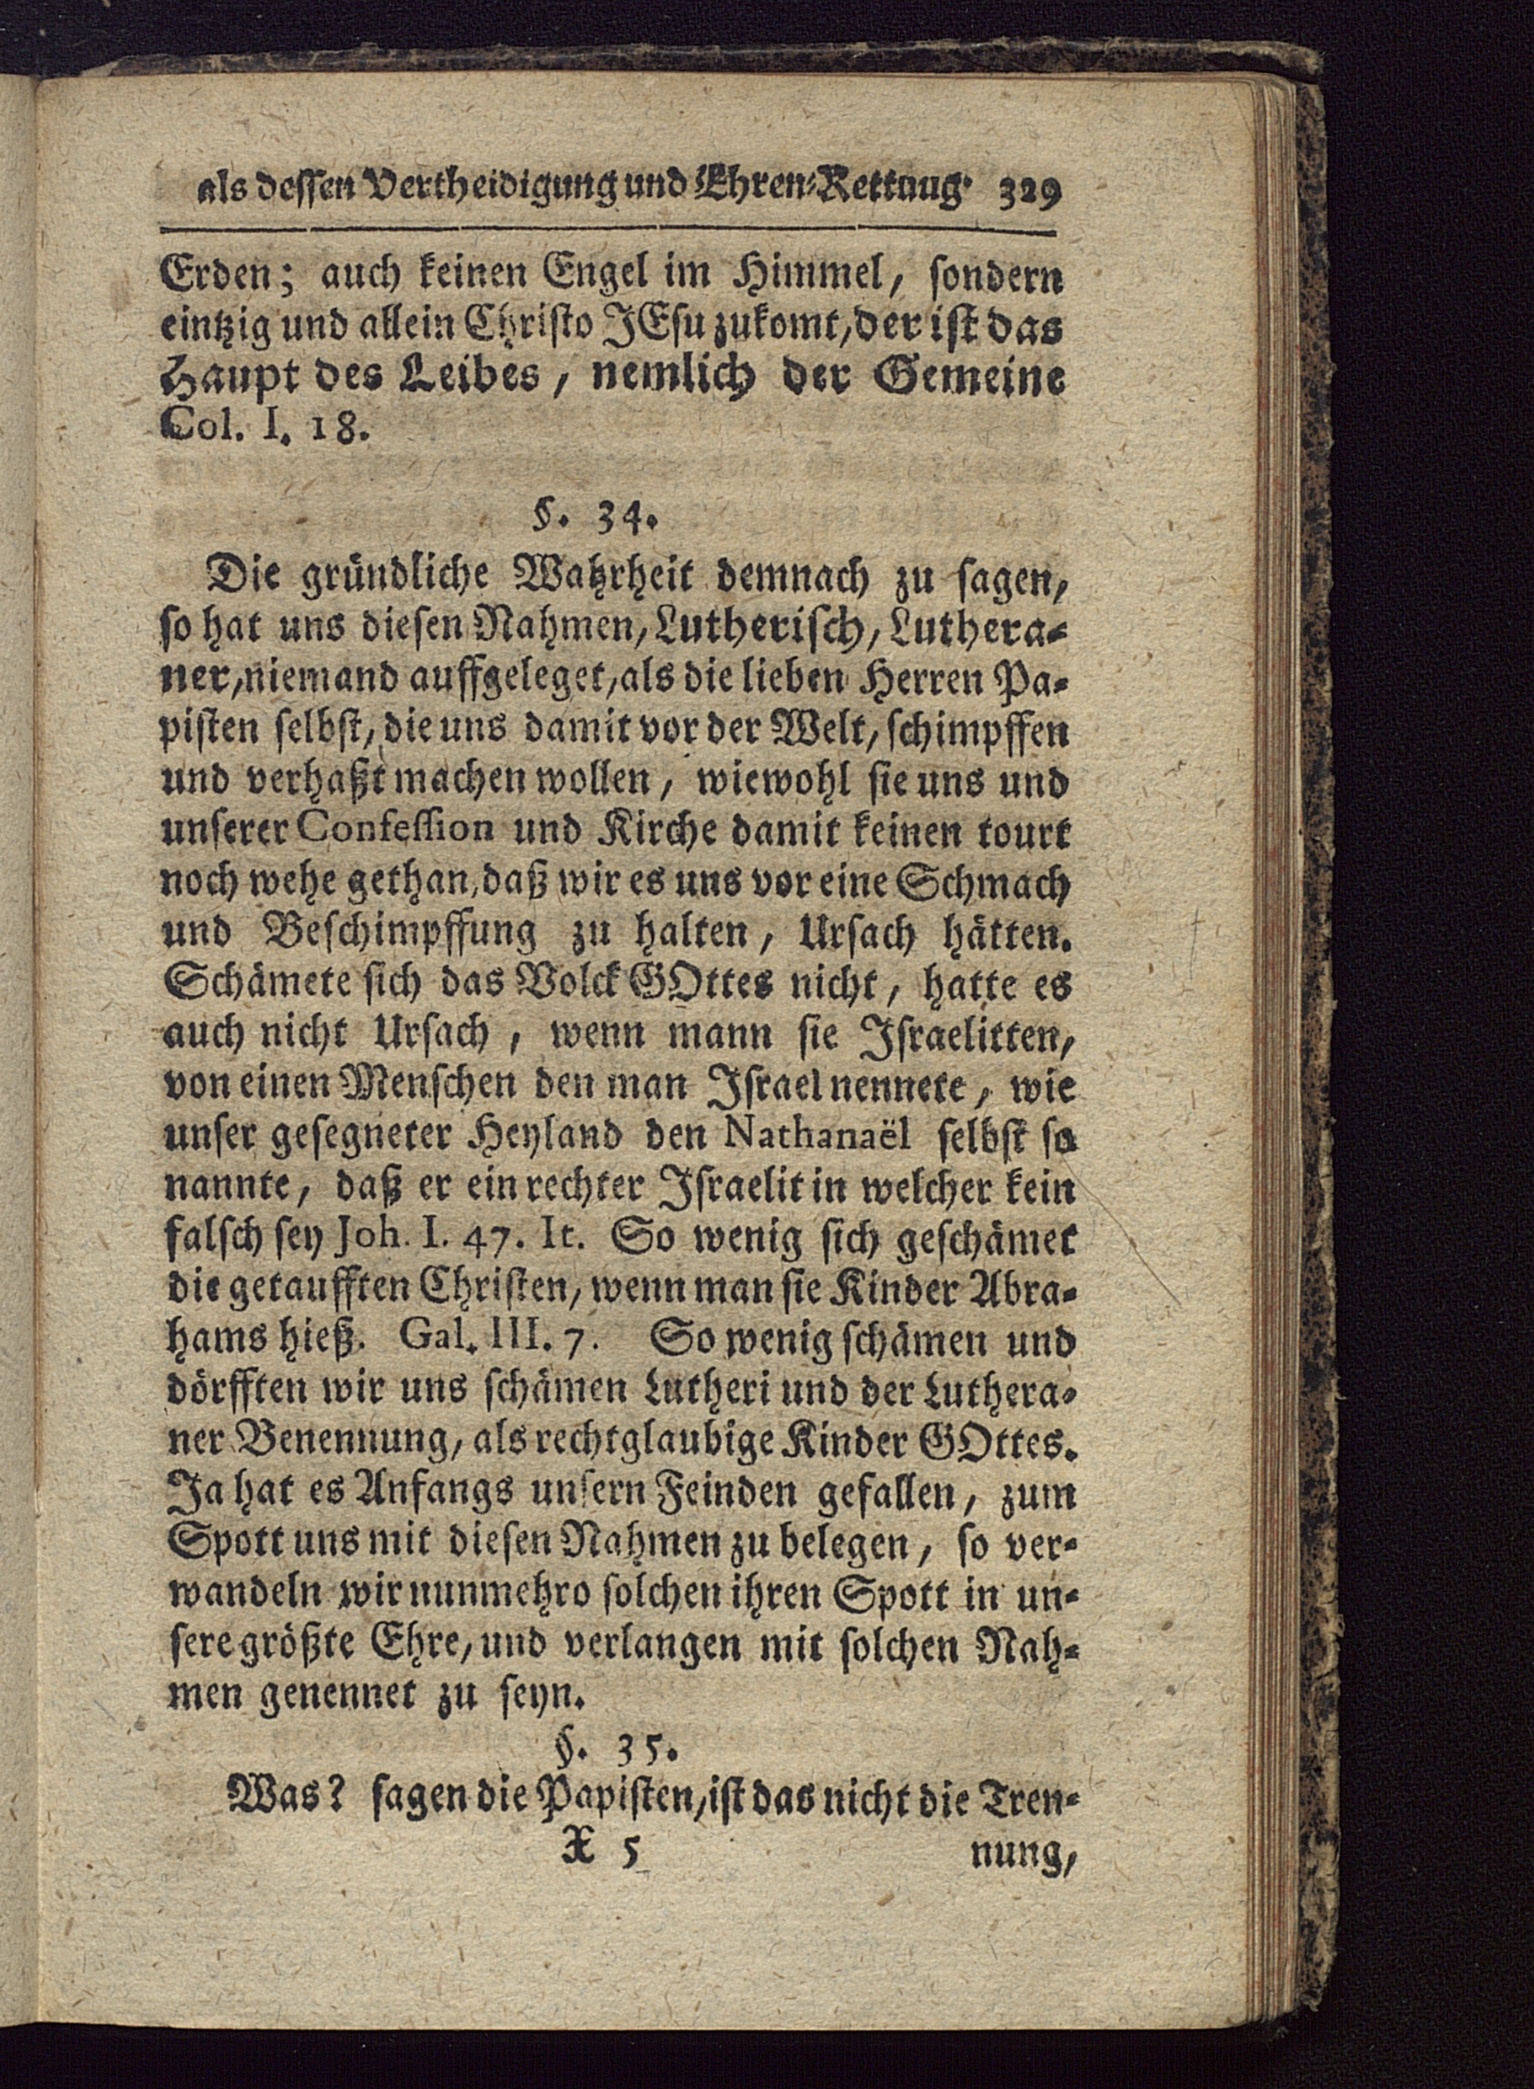 als dessen Vertheidigung und Ehren-Rettnug. 329
Erden; auch keinen Engel im Himmel, sondern
eintzig und allein Christo JEsu zukomt, der ist das
Haupt des Leibes, nemlich der Gemeine
Col. I. 18.
§. 34.
Die gründliche Wahrheit demnach zu sagen,
so hat uns diesen Nahmen, Lutherisch, Luthera-
ner, niemand auffgeleget, als die lieben Herren Pa-
pisten selbst, die uns damit vor der Welt, schimpffen
und verhaßt machen wollen, wiewohl sie uns und
unserer Confession und Kirche damit keinen tourt
noch wehe gethan, daß wir es uns vor eine Schmach
und Beschimpffung zu halten, Ursach hätten.
Schämete sich das Volck GOttes nicht, hatte es
auch nicht Ursach, wenn mann sie Israelitten,
von einen Menschen den man Israel nennete, wie
unser gesegneter Heyland den Nathanaël selbst so
nannte, daß er ein rechter Israelit in welcher kein
falsch sey Joh. I. 47. It. So wenig sich geschämet
die getaufften Christen, wenn man sie Kinder Abra-
hams hieß. Gal. III. 7. So wenig schämen und
dörfften wir uns schämen Lutheri und der Luthera-
ner Benennung, als rechtglaubige Kinder GOttes.
Ja hat es Anfangs unsern Feinden gefallen, zum
Spott uns mit diesen Nahmen zu belegen, so ver-
wandeln wir nunmehro solchen ihren Spott in un-
sere größte Ehre, und verlangen mit solchen Nah-
men genennet zu seyn.
§. 35.
Was? sagen die Papisten, ist das nicht die Tren-
X 5 nung,